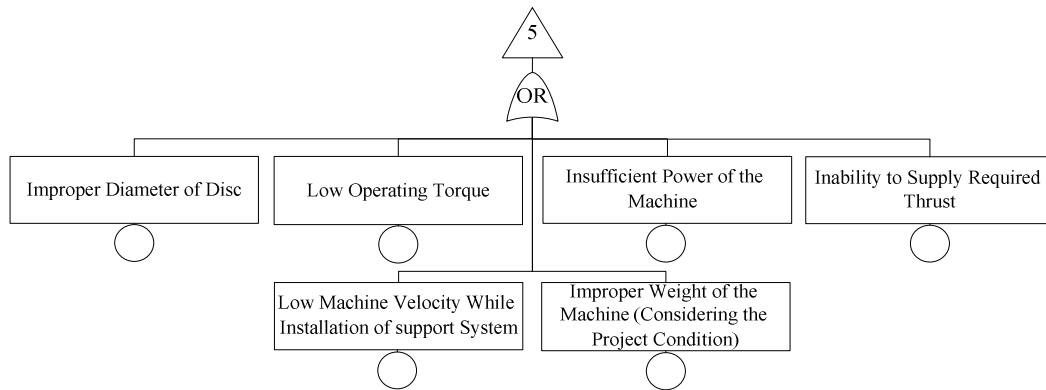 5
OR
Improper Diameter of Disc
Low Operating Torque
Insufficient Power of the
Machine
Inability to Supply Required
Thrust
Low Machine Velocity While
Installation of support System
Improper Weight of the
Machine (Considering the
Project Condition)